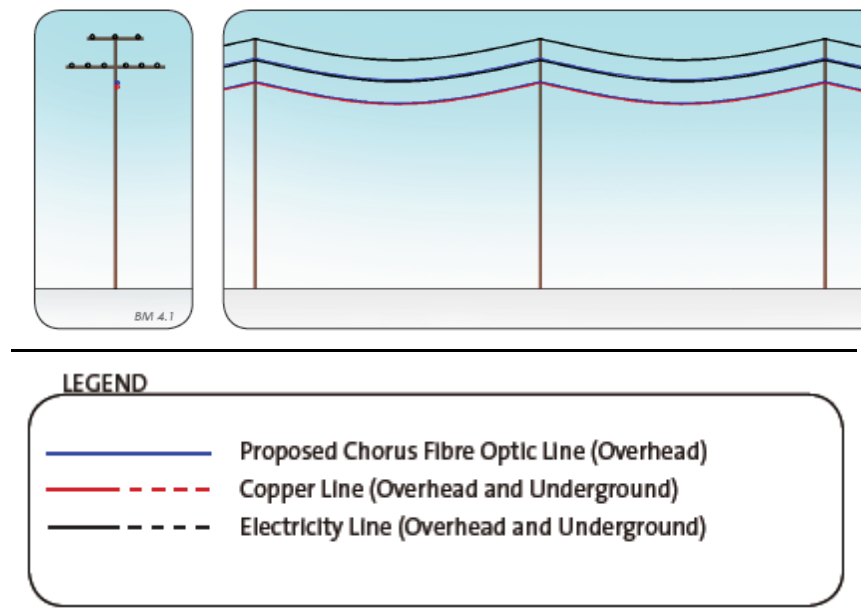 BM 4.1
LEGEND
Proposed Chorus Fibre Optic Line (Overhead)
Copper Line (Overhead and Underground)
Electricity Line (Overhead and Underground)